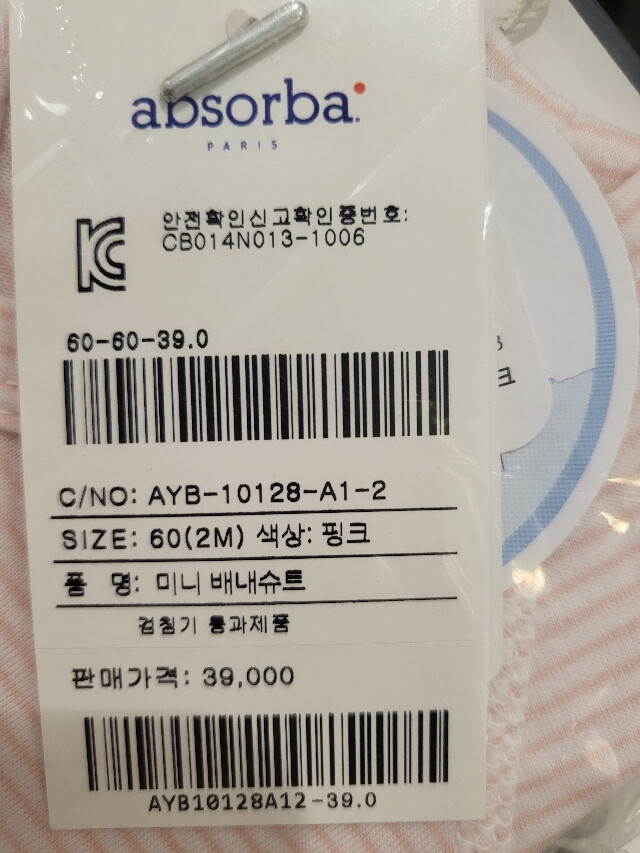 absorba.
PARIS
안전확인신고확인증번호:
CB014N013-1006
60-60-39.0
C/NO: AYB-10128-A1-2
SIZE: 60(2M) 색상: 핑크
품 명: 미니 배내슈트
검침기 통과제품
판매가격: 39,000
AYB10128A12-39.0
크